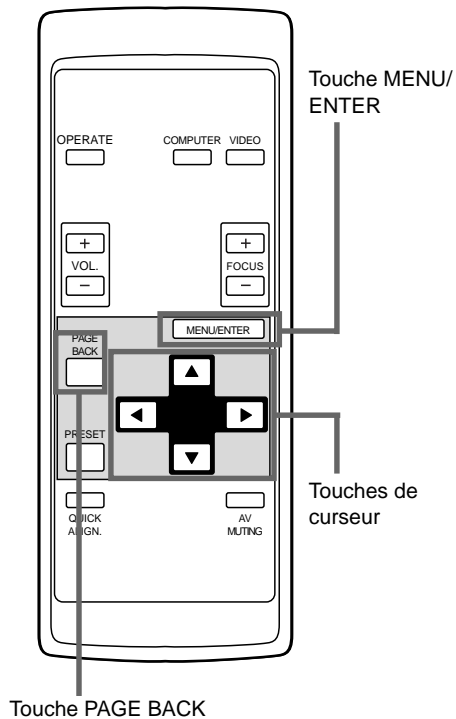 Touche MENU/
ENTER
OPERATE
COMPUTER VIDEO
+
VOL.
−
+
FOCUS
−
MENU/ENTER
PAGE
BACK
PRESET
Touches de
curseur
QUICK
ALIGN.
AV
MUTING
Touche PAGE BACK